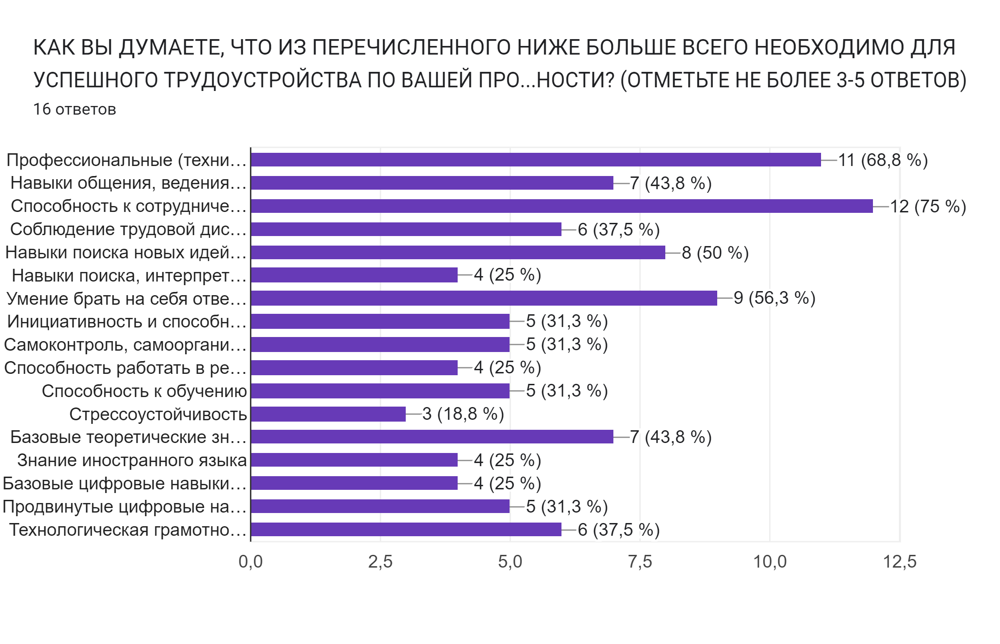 КАК ВЫ ДУМАЕТЕ, ЧТО ИЗ ПЕРЕЧИСЛЕННОГО НИЖЕ БОЛЬШЕ ВСЕГО НЕОБХОДИМО ДЛЯ
УСПЕШНОГО ТРУДОУСТРОЙСТВА ПО ВАШЕЙ ПРО...НОСТИ? (ОТМЕТЬТЕ НЕ БОЛЕЕ 3-5 ОТВЕТОВ)
16 ответов
Профессиональные (техни… 11 (68,8 %)
Навыки общения, ведения… 7 (43,8 %)
Способность к сотрудниче… 12 (75 %)
Соблюдение трудовой дис… 6 (37,5 %)
Навыки поиска новых идей… 8 (50 %)
Навыки поиска, интерпрет… 4 (25 %)
Умение брать на себя отве… 9 (56,3 %)
Инициативность и способн… 5 (31,3 %)
Самоконтроль, самооргани… 5 (31,3 %)
Способность работать в ре… 4 (25 %)
Способность к обучению 5 (31,3 %)
Стрессоустойчивость 3 (18,8 %)
Базовые теоретические зн… 7 (43,8 %)
Знание иностранного языка 4 (25 %)
Базовые цифровые навыки… 4 (25 %)
Продвинутые цифровые на… 5 (31,3 %)
Технологическая грамотно… 6 (37,5 %)
0,0 2,5 5,0 7,5 10,0 12,5